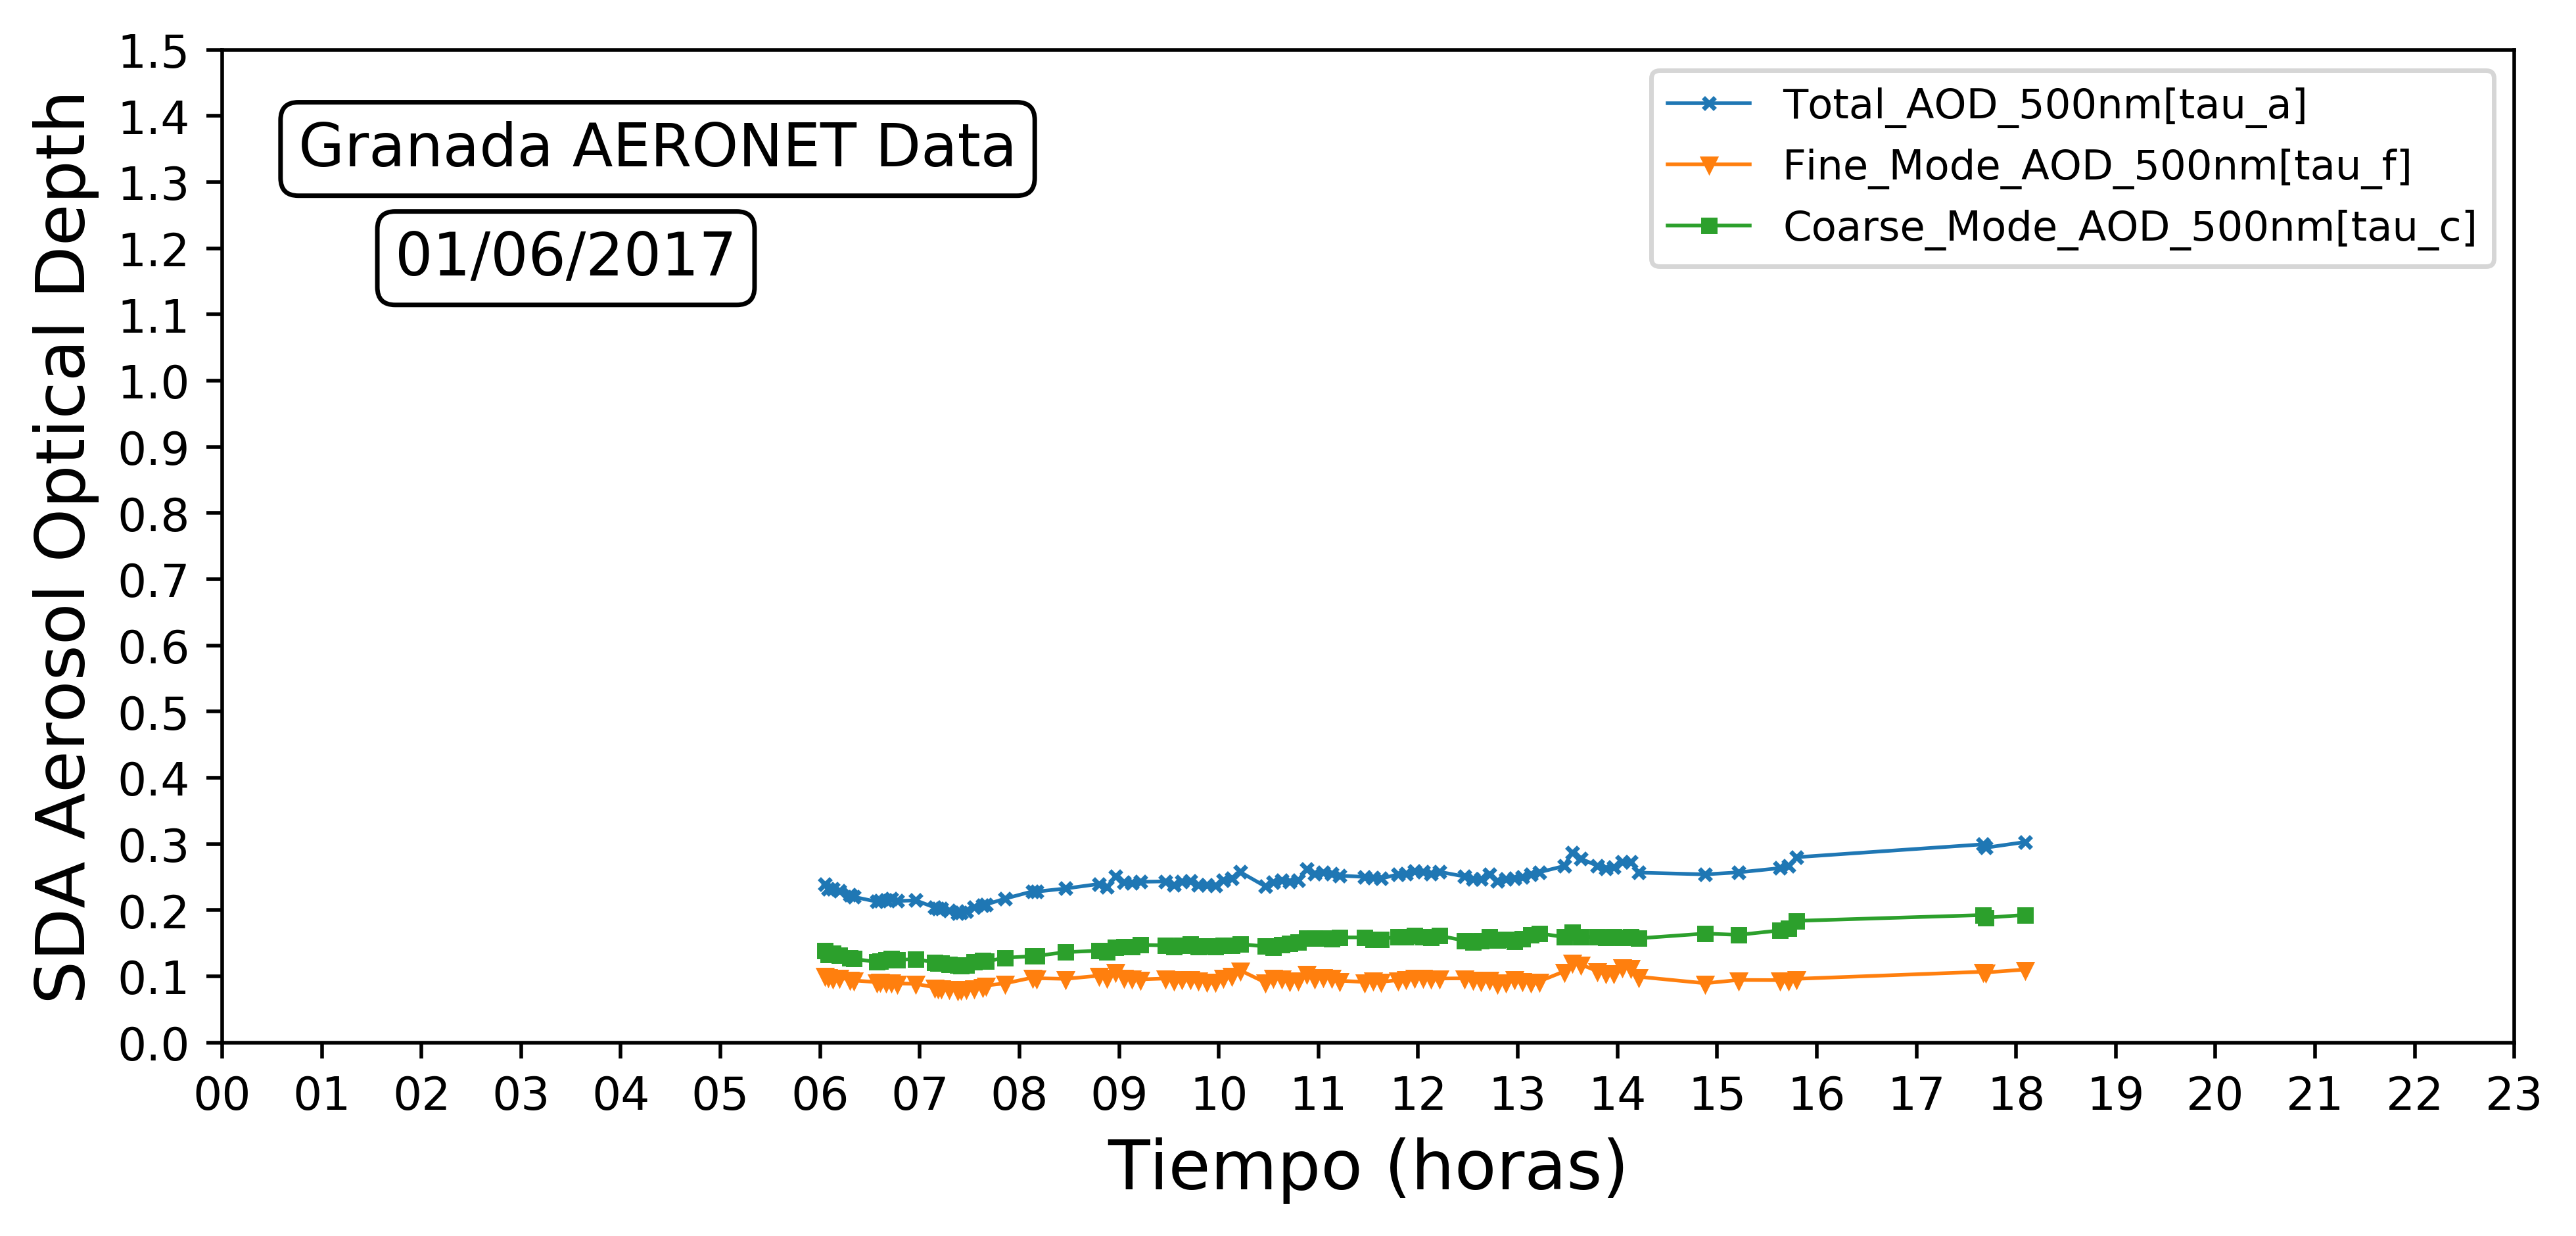 SDA Aerosol Optical Depth
1.5
1.4
1.3
1.2
1.1
1.0
0.9
0.8
0.7
0.6
0.5
0.4
0.3
0.2
0.1
0.0
Granada AERONET Data
01/06/2017
Total_AOD_500nm[tau_a]
Fine_Mode_AOD_500nm[tau_f]
Coarse_Mode_AOD_500nm[tau_c]
00 01 02 03 04 05 06 07 08 09 10 11 12 13 14 15 16 17 18 19 20 21 22 23
Tiempo (horas)